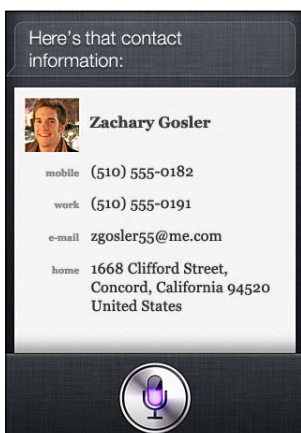 Here's that contact
information:
Zachary Gosler
mobile (510) 555-0182
work (510) 555-0191
e-mail zgosler55@me.com
home 1668 Clifford Street,
Concord, California 94520
United States